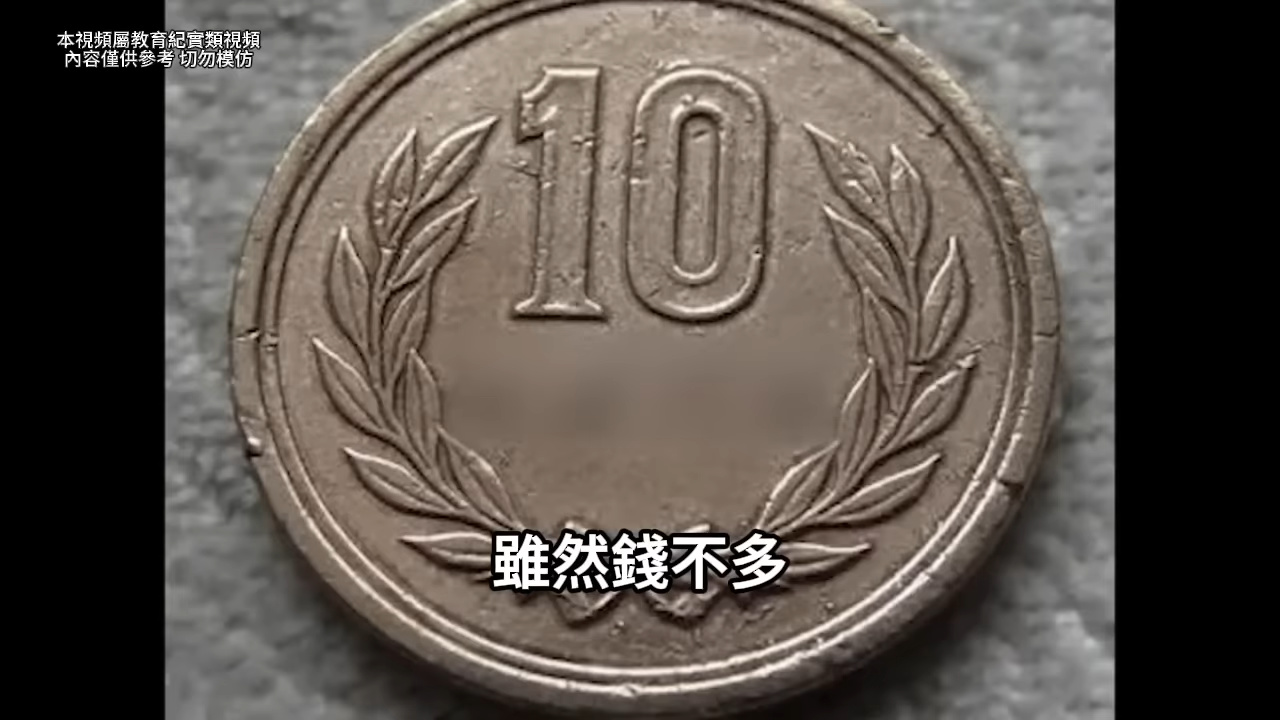 本視頻屬教育紀實類視頻
內容僅供參考 切勿模仿
10
雖然錢不多